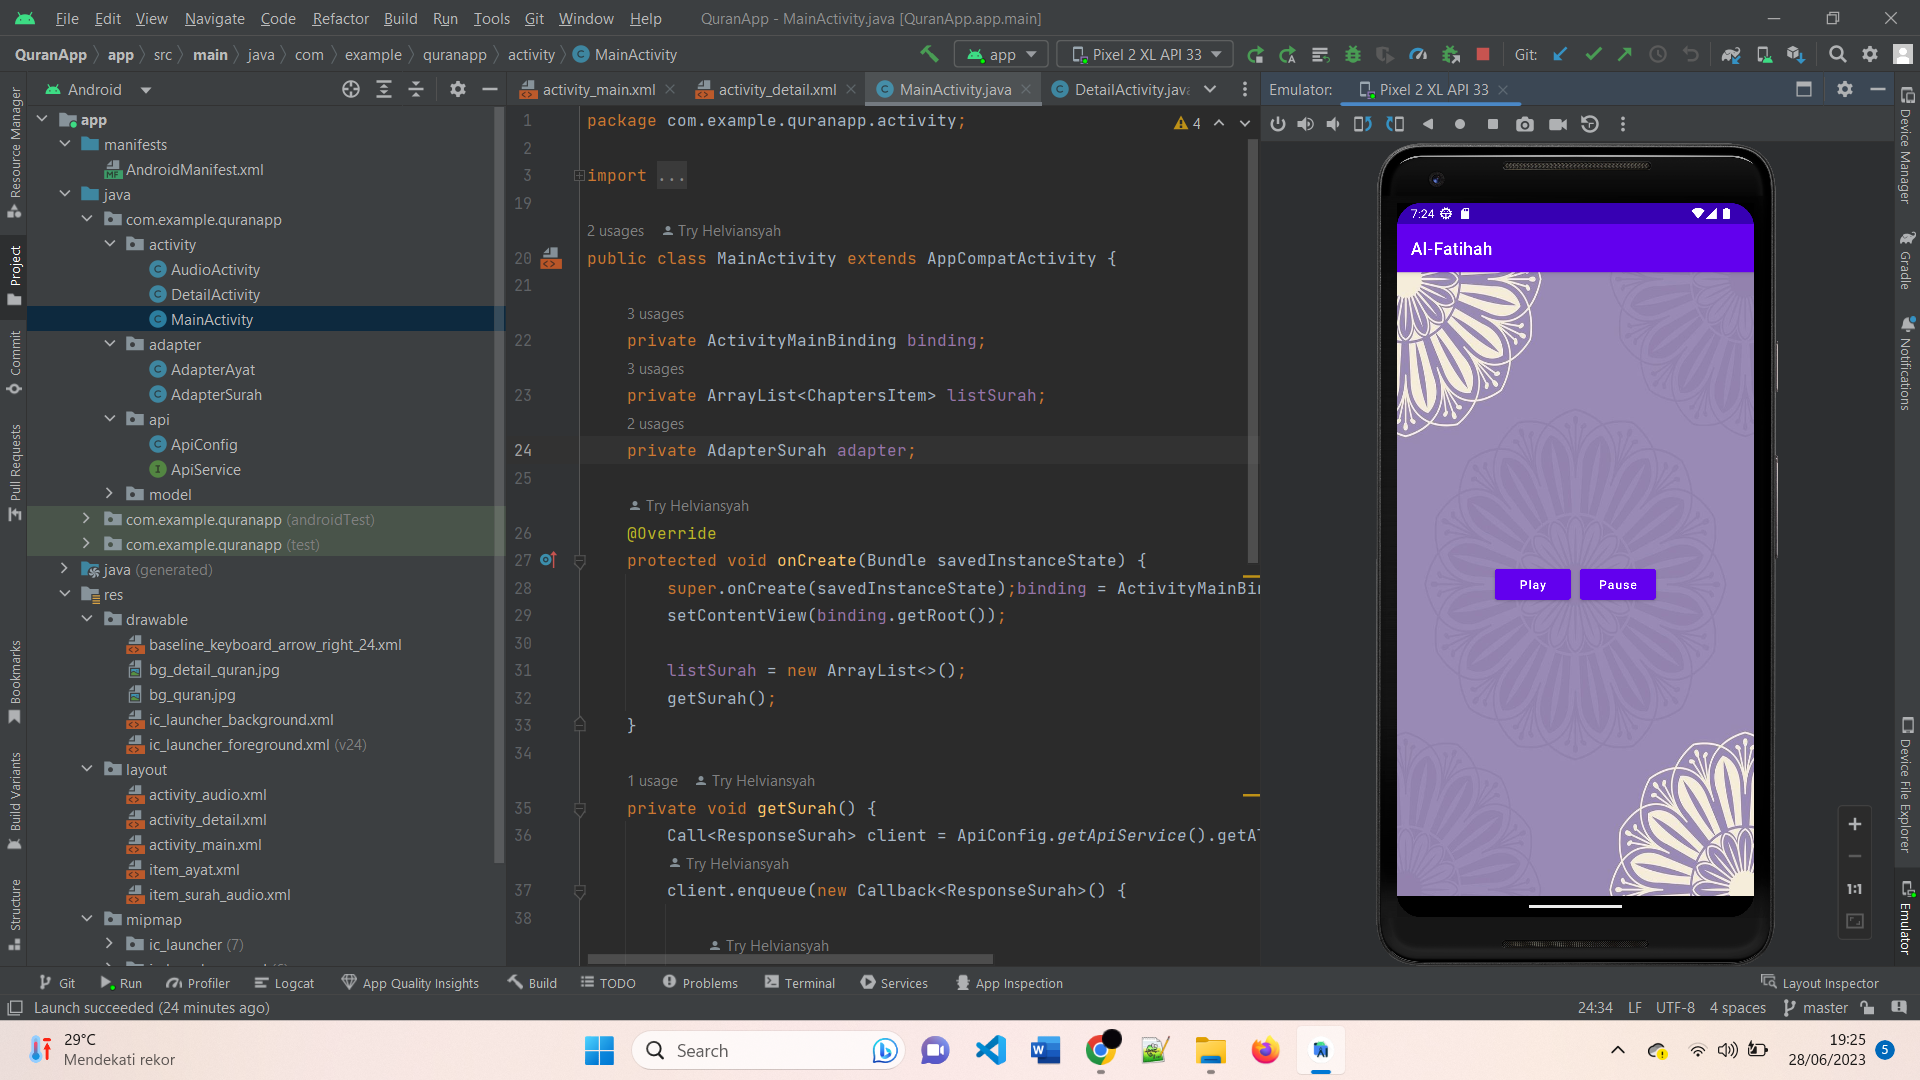 File Edit View Navigate Code Refactor Build Run Tools Git Window Help QuranApp - MainActivity.java [QuranApp.app.main]
QuranApp app src main java com example quranapp activity MainActivity app Pixel 2 XL API 33 Git:
Android
activity_main.xml activity_detail.xml MainActivity.java DetailActivity.java
Emulator: Pixel 2 XL API 33
Resource Manager
Project
Commit
Pull Requests
Bookmarks
Build Variants
Structure
app
manifests
AndroidManifest.xml
java
com.example.quranapp
activity
AudioActivity
DetailActivity
MainActivity
adapter
AdapterAyat
AdapterSurah
api
ApiConfig
ApiService
model
com.example.quranapp (androidTest)
com.example.quranapp (test)
java (generated)
res
drawable
baseline_keyboard_arrow_right_24.xml
bg_detail_quran.jpg
bg_quran.jpg
ic_launcher_background.xml
ic_launcher_foreground.xml (v24)
layout
activity_audio.xml
activity_detail.xml
activity_main.xml
item_ayat.xml
item_surah_audio.xml
mipmap
ic_launcher (7)
1 package com.example.quranapp.activity; 4
2
3 import ...
19
2 usages Try Helviansyah
20 public class MainActivity extends AppCompatActivity {
21
3 usages
22 private ActivityMainBinding binding;
3 usages
23 private ArrayList<ChaptersItem> listSurah;
2 usages
24 private AdapterSurah adapter;
25
Try Helviansyah
26 @Override
27 protected void onCreate(Bundle savedInstanceState) {
28 super.onCreate(savedInstanceState);binding = ActivityMainBin
29 setContentView(binding.getRoot());
30
31 listSurah = new ArrayList<>();
32 getSurah();
33 }
34
1 usage Try Helviansyah
35 private void getSurah() {
36 Call<ResponseSurah> client = ApiConfig.getApiService().getAl
Try Helviansyah
37 client.enqueue(new Callback<ResponseSurah>() {
38
Try Helviansyah
7:24
Al-Fatihah
Play Pause
1:1
Device Manager
Gradle
Notifications
Device File Explorer
Emulator
Git Run Profiler Logcat App Quality Insights Build TODO Problems Terminal Services App Inspection Layout Inspector
Launch succeeded (24 minutes ago) 24:34 LF UTF-8 4 spaces master
29°C
Mendekati rekor
Search
19:25
28/06/2023
5